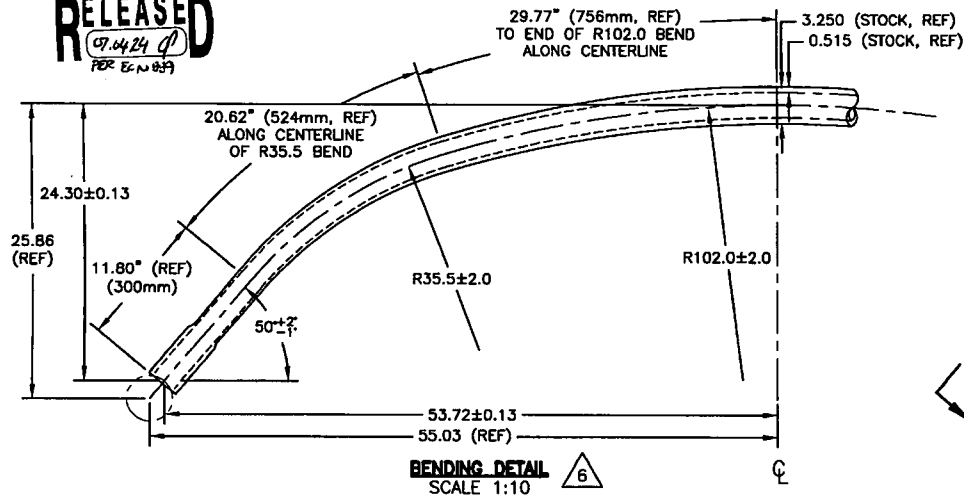 RELEASED
07.04.24
PER ECN
29.77" (756mm, REF)
TO END OF R102.0 BEND
ALONG CENTERLINE
3.250 (STOCK, REF)
0.515 (STOCK, REF)
20.62" (524mm, REF)
ALONG CENTERLINE
OF R35.5 BEND
24.30±0.13
25.86
(REF)
11.80" (REF)
(300mm)
50°+2°
-1°
R35.5±2.0
R102.0±2.0
53.72±0.13
55.03 (REF)
BENDING DETAIL 6
SCALE 1:10
℄